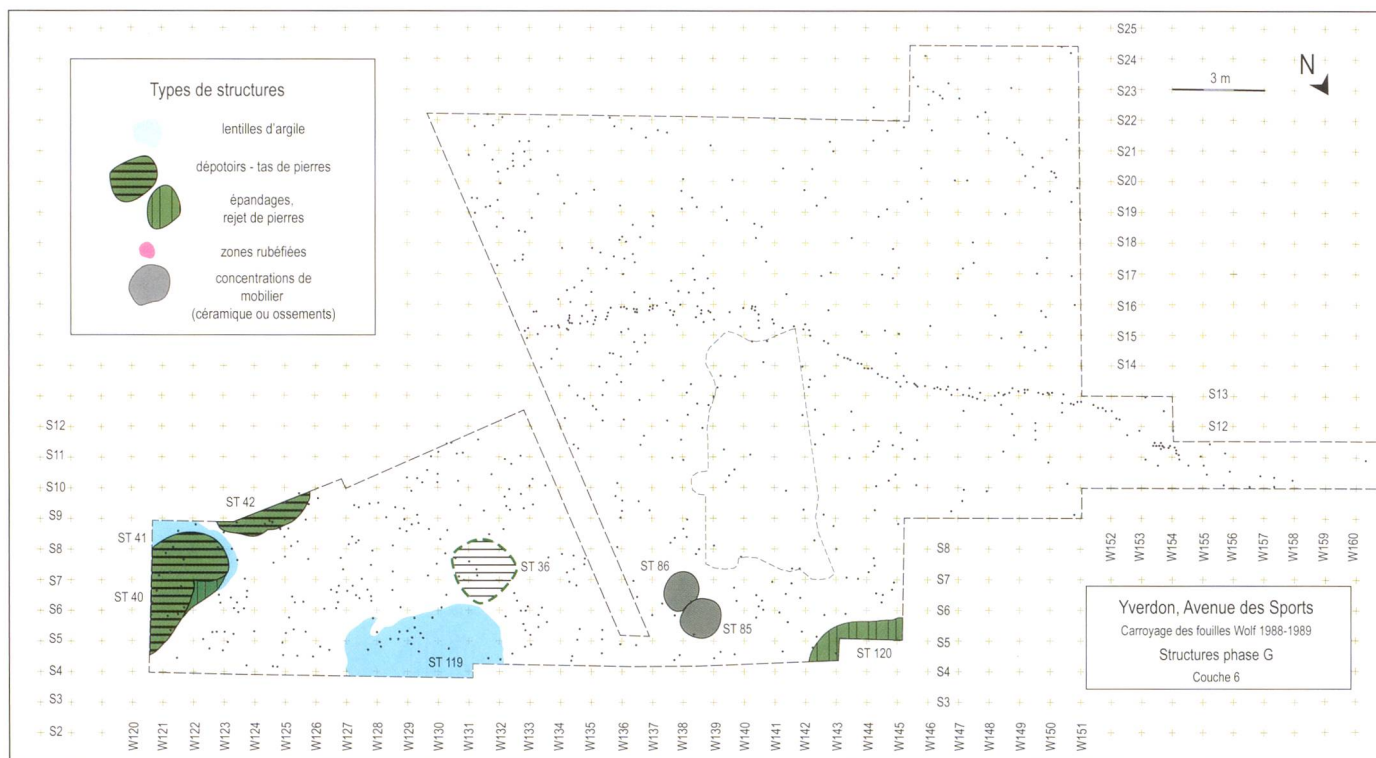 Types de structures
lentilles d'argile
dépotoirs - tas de pierres
épandages,
rejet de pierres
zones rubéfiées
concentrations de
mobilier
(céramique ou ossements)
S25
S24
S23
S22
S21
S20
S19
S18
S17
S16
S15
S14
S13
S12
3 m
N
S12
S11
S10
S9
S8
S7
S6
S5
S4
S3
S2
ST 42
ST 41
ST 40
ST 36
ST 119
ST 86
ST 85
ST 120
S8
S7
S6
S5
S4
S3
W152
W153
W154
W155
W156
W157
W158
W159
W160
Yverdon, Avenue des Sports
Carroyage des fouilles Wolf 1988-1989
Structures phase G
Couche 6
W120
W121
W122
W123
W124
W125
W126
W127
W128
W129
W130
W131
W132
W133
W134
W135
W136
W137
W138
W139
W140
W141
W142
W143
W144
W145
W146
W147
W148
W149
W150
W151